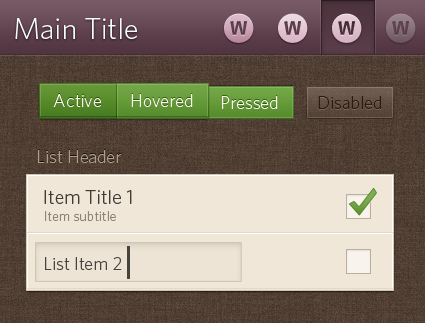 Main Title W W W W
Active Hovered Pressed Disabled
List Header
Item Title 1
Item subtitle
List Item 2